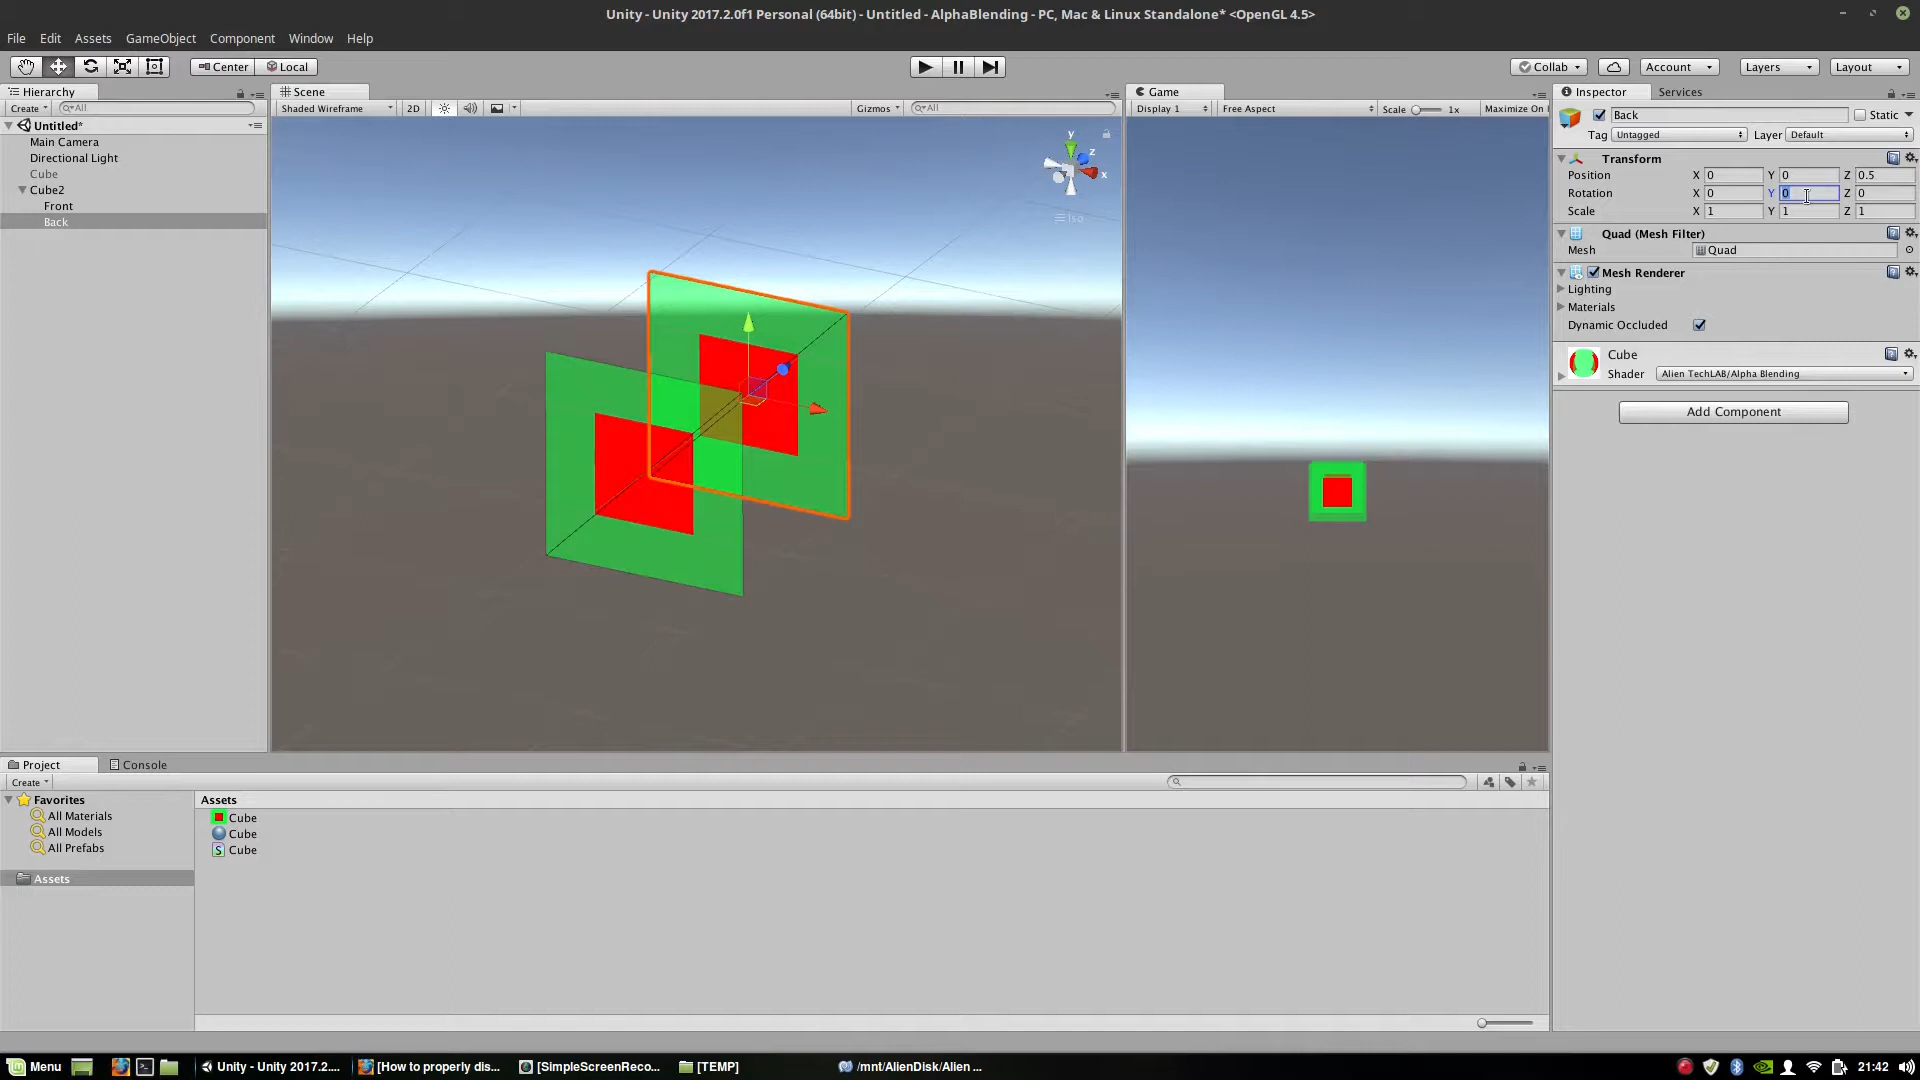 Unity - Unity 2017.2.0f1 Personal (64bit) - Untitled - AlphaBlending - PC, Mac & Linux Standalone* <OpenGL 4.5>
File Edit Assets GameObject Component Window Help
Center Local Collab Account Layers Layout
Hierarchy
Create All
Untitled*
Main Camera
Directional Light
Cube
Cube2
Front
Back
Scene
Shaded Wireframe 2D Gizmos All
y
z
x
Iso
Game
Display 1 Free Aspect Scale 1x Maximize On
Inspector Services
Back Static
Tag Untagged Layer Default
Transform
Position X 0 Y 0 Z 0.5
Rotation X 0 Y 0 Z 0
Scale X 1 Y 1 Z 1
Quad (Mesh Filter)
Mesh Quad
Mesh Renderer
Lighting
Materials
Dynamic Occluded
Cube
Shader Alien TechLAB/Alpha Blending
Add Component
Project Console
Create
Favorites
All Materials
All Models
All Prefabs
Assets
Assets
Cube
Cube
S Cube
Menu Unity - Unity 2017.2.... [How to properly dis... [SimpleScreenReco... [TEMP] /mnt/AlienDisk/Alien ... 21:42